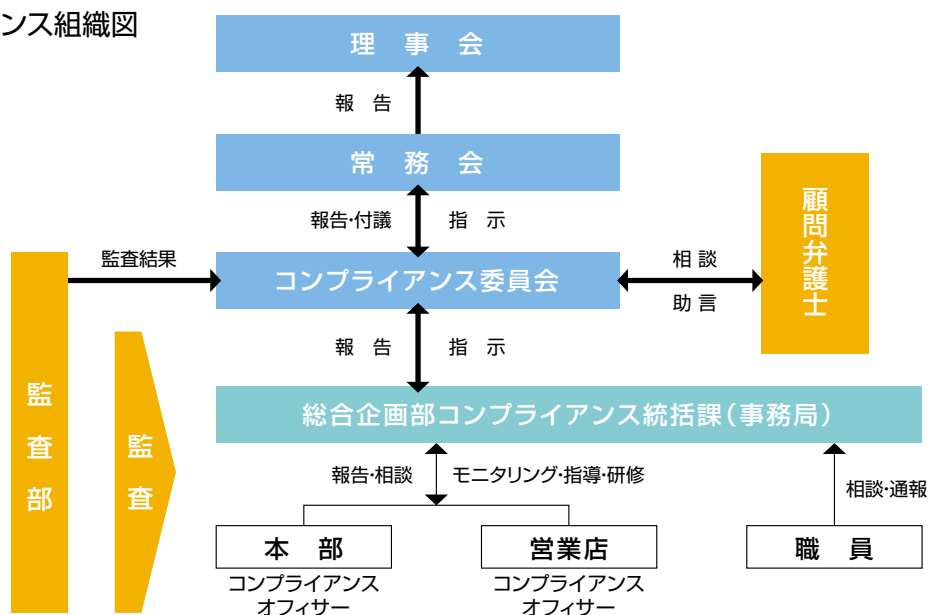 ンス組織図
理事会
報告
常務会
報告・付議 指示
監査結果
コンプライアンス委員会
相談
助言
顧問弁護士
報告 指示
監査部
監査
総合企画部コンプライアンス統括課(事務局)
報告・相談 モニタリング・指導・研修
相談・通報
本部
コンプライアンス
オフィサー
営業店
コンプライアンス
オフィサー
職員